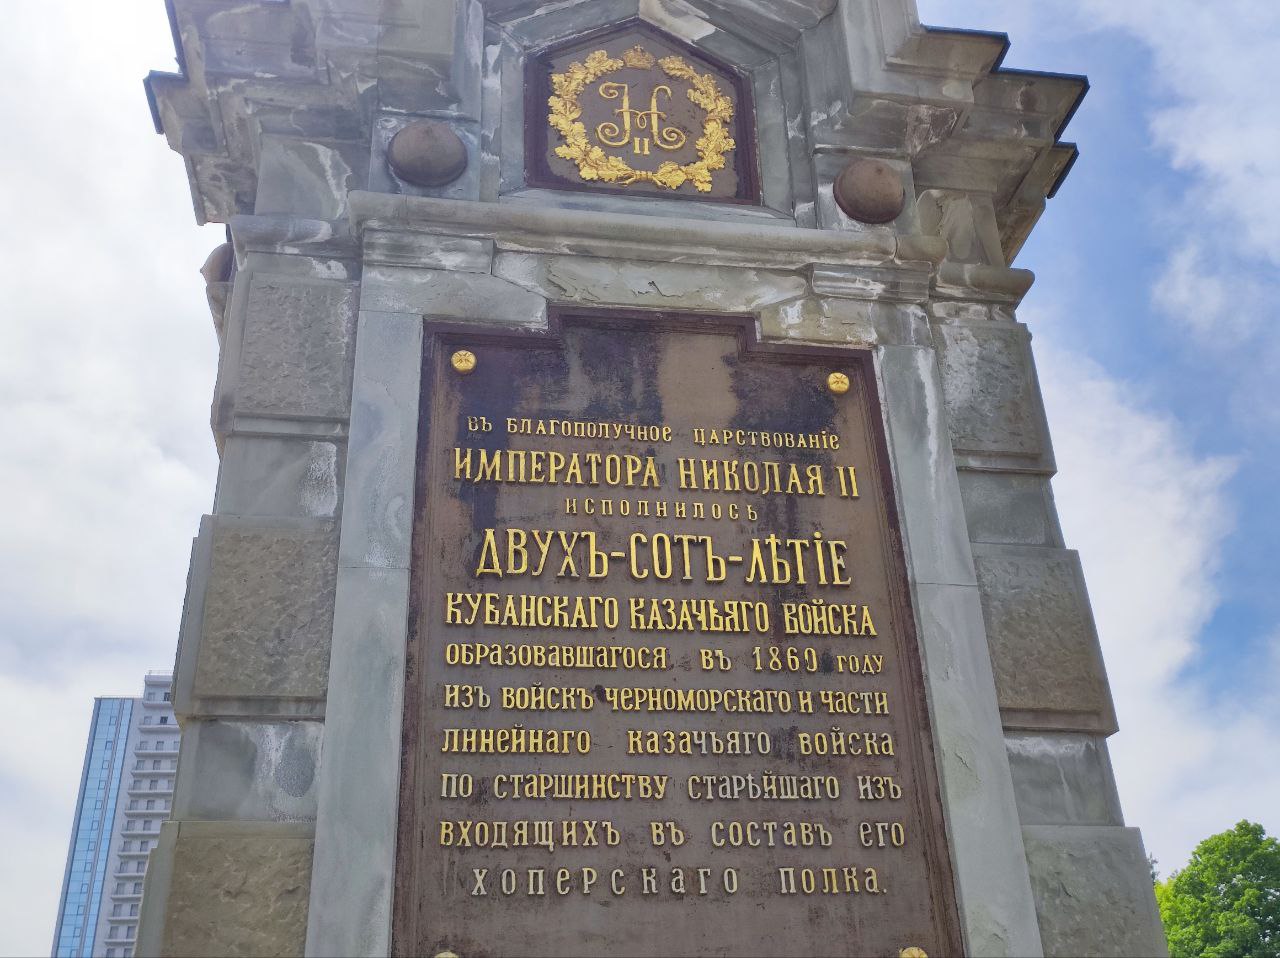 Н II
въ благополучное царствованіе
ИМПЕРАТОРА НИКОЛАЯ II
исполнилось
ДВУХЪ-СОТЪ-ЛѢТІЕ
КУБАНСКАГО КАЗАЧЬЯГО ВОЙСКА
образовавшагося въ 1860 году
изъ войскъ черноморскаго и части
линейнаго казачьяго войска
по старшинству старѣйшаго изъ
входящихъ въ составъ его
хоперскаго полка.